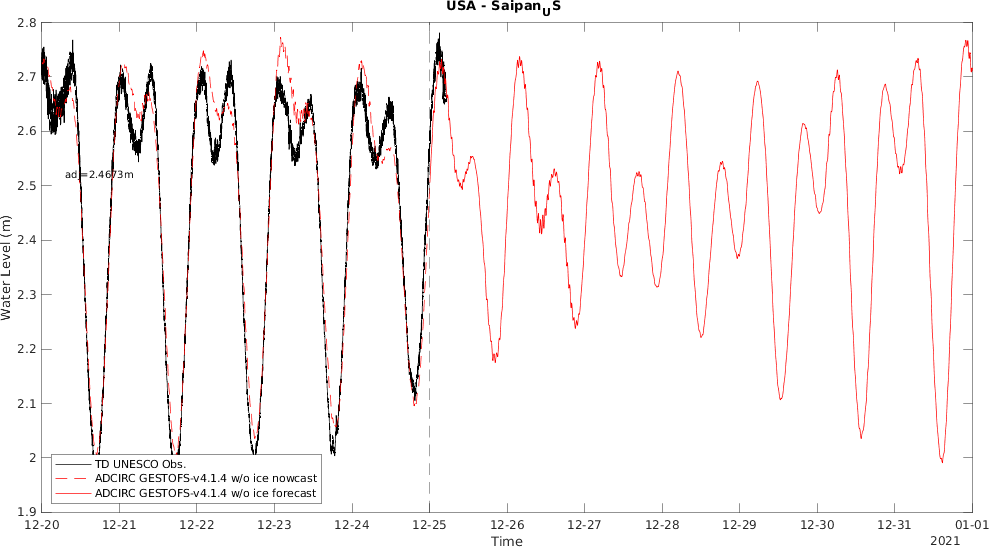 USA - SaipanUS
2.8
2.7
2.6
2.5
2.4
2.3
2.2
2.1
2
1.9
Water Level (m)
adj=2.4673m
TD UNESCO Obs.
ADCIRC GESTOFS-v4.1.4 w/o ice nowcast
ADCIRC GESTOFS-v4.1.4 w/o ice forecast
12-20 12-21 12-22 12-23 12-24 12-25 12-26 12-27 12-28 12-29 12-30 12-31 01-01
Time
2021